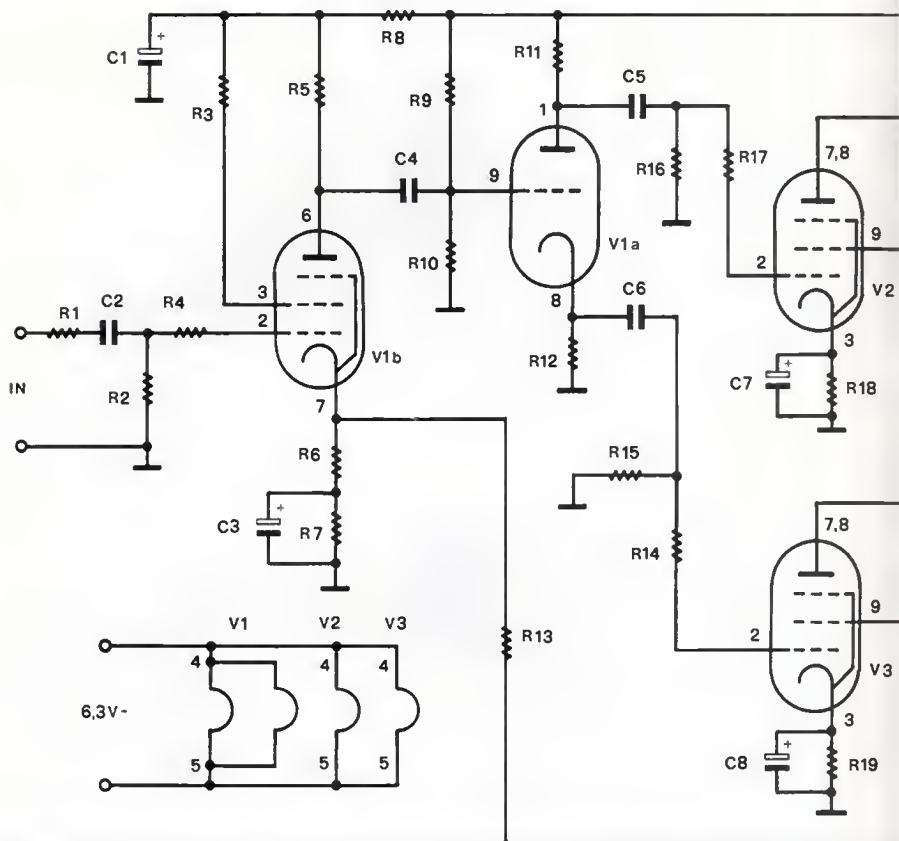 R8
C1
R3
R5
R9
R11
C5
1
R16
R17
7,8
C4
9
6
R10
V1a
8
2
9
V2
3
C6
3
R1
C2
R4
2
V1b
R12
C7
R18
IN
R2
7
R6
R15
C3
R7
R14
7,8
9
2
V3
3
V1
V2
V3
R13
4
4
4
6,3V~
5
5
5
C8
R19